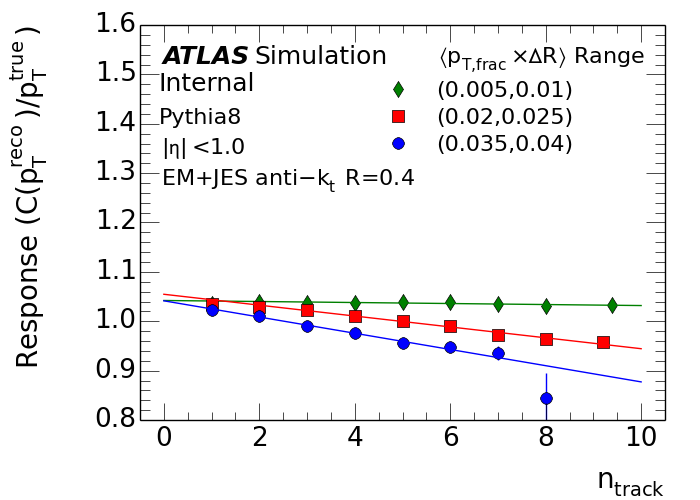 1.6
1.5
1.4
1.3
1.2
1.1
1.0
0.9
0.8
Response (C(p_T^reco)/p_T^true)
ATLAS Simulation
Internal
Pythia8
|η| <1.0
EM+JES anti−k_t R=0.4
⟨p_T,frac ×ΔR⟩ Range
(0.005,0.01)
(0.02,0.025)
(0.035,0.04)
0 2 4 6 8 10
n_track